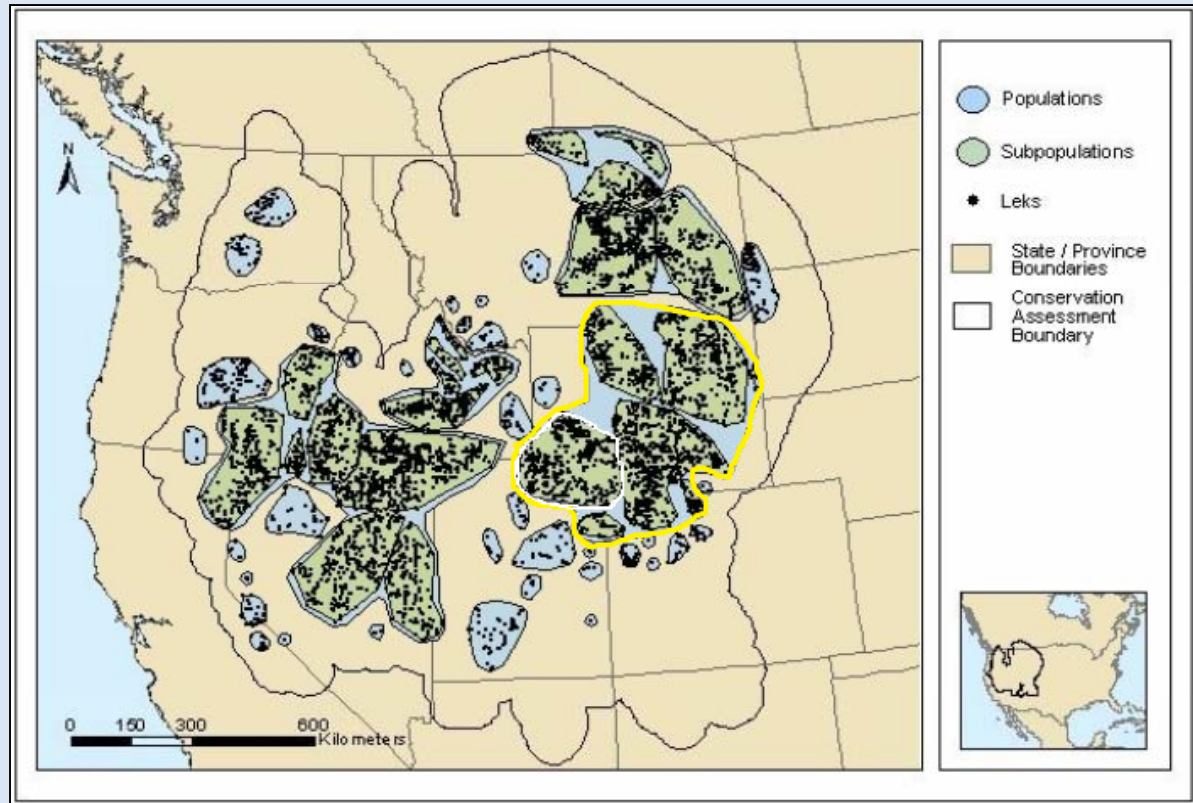 N
0 150 300 600
Kilometers
Populations
Subpopulations
Leks
State / Province
Boundaries
Conservation
Assessment
Boundary